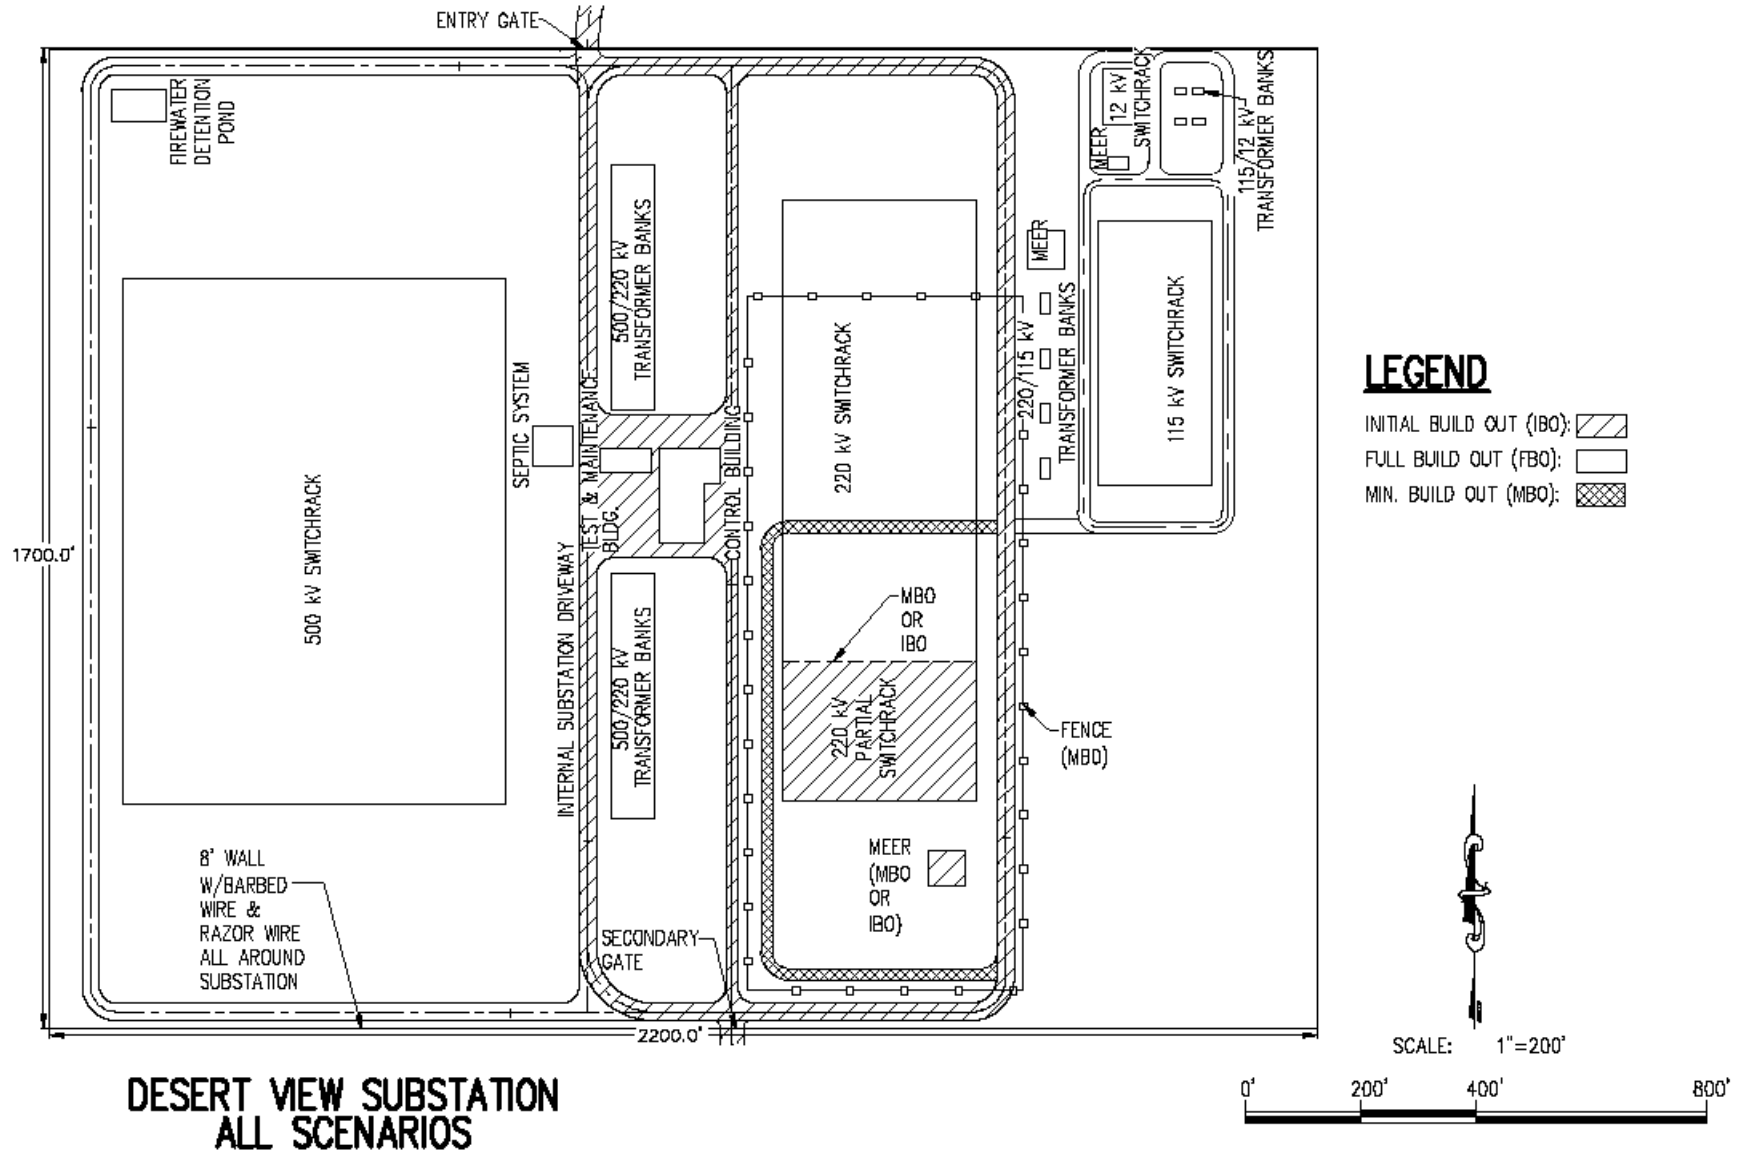 ENTRY GATE
FIREWATER
DETENTION
POND
500/220 kV
TRANSFORMER BANKS
12 kV
SWITCHRACK
MEER
115/12 kV
TRANSFORMER BANKS
MEER
220/115 kV
TRANSFORMER BANKS
115 kV SWITCHRACK
220 kV SWITCHRACK
SEPTIC SYSTEM
TEST & MAINTENANCE
BLDG.
CONTROL BUILDING
500 kV SWITCHRACK
1700.0'
INTERNAL SUBSTATION DRIVEWAY
500/220 kV
TRANSFORMER BANKS
MBO
OR
IBO
220 kV
PARTIAL
SWITCHRACK
FENCE
(MBO)
MEER
(MBO
OR
IBO)
8' WALL
W/BARBED
WIRE &
RAZOR WIRE
ALL AROUND
SUBSTATION
SECONDARY
GATE
2200.0'
LEGEND
INITIAL BUILD OUT (IBO):
FULL BUILD OUT (FBO):
MIN. BUILD OUT (MBO):
SCALE: 1"=200'
0' 200' 400' 800'
DESERT VIEW SUBSTATION
ALL SCENARIOS